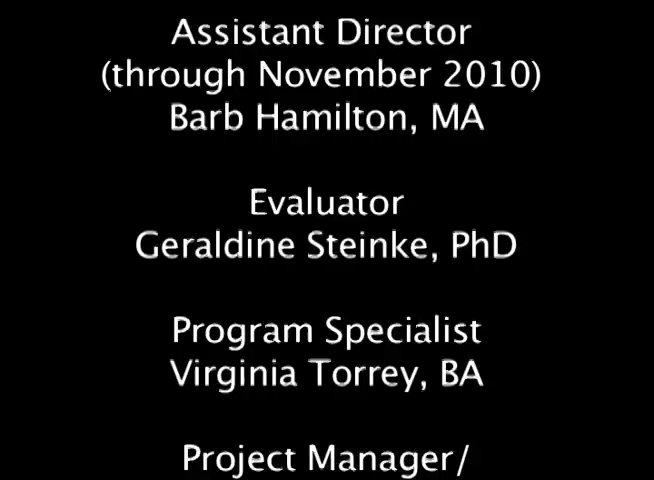 Assistant Director
(through November 2010)
Barb Hamilton, MA
Evaluator
Geraldine Steinke, PhD
Program Specialist
Virginia Torrey, BA
Project Manager/